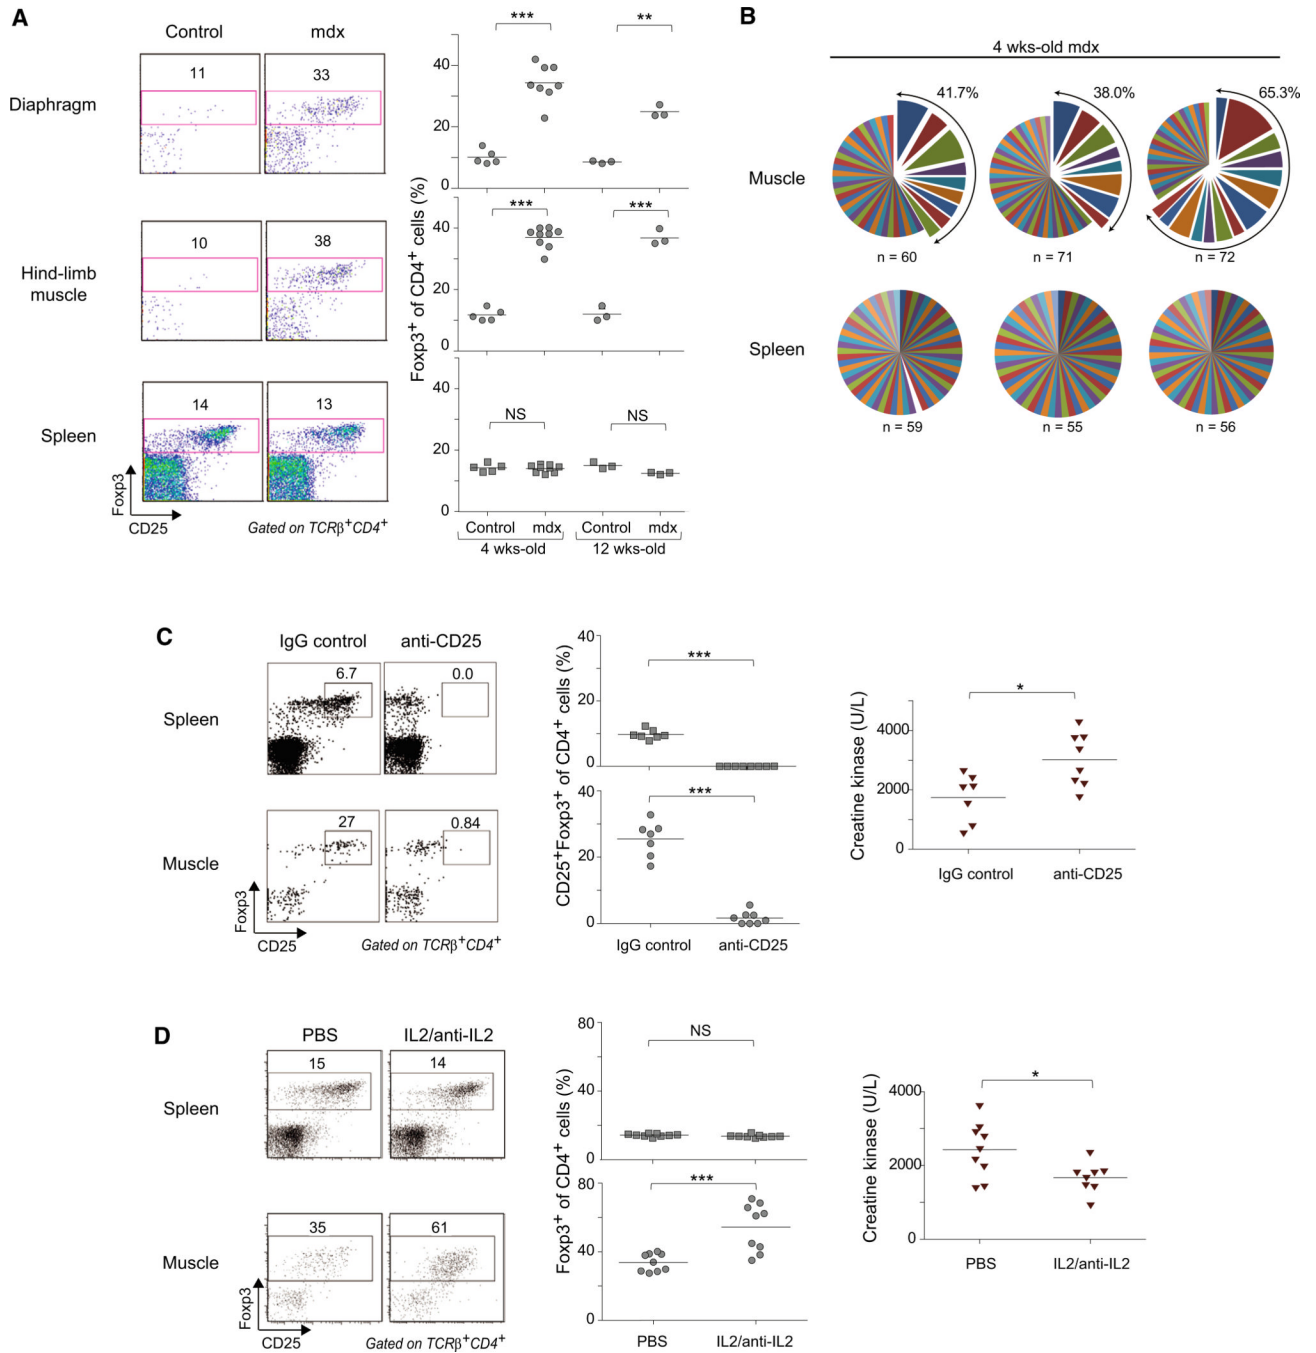 A
Control
mdx
Diaphragm
11
33
Hind-limb
muscle
10
38
Spleen
14
13
Foxp3
CD25
Gated on TCRβ⁺CD4⁺
Foxp3⁺ of CD4⁺ cells (%)
***
**
40
20
0
***
***
40
20
0
NS
NS
40
20
0
Control
mdx
Control
mdx
4 wks-old
12 wks-old
B
4 wks-old mdx
41.7%
38.0%
65.3%
Muscle
n = 60
n = 71
n = 72
Spleen
n = 59
n = 55
n = 56
C
IgG control
anti-CD25
Spleen
6.7
0.0
Muscle
27
0.84
Foxp3
CD25
Gated on TCRβ⁺CD4⁺
CD25⁺Foxp3⁺ of CD4⁺ cells (%)
40
***
20
0
40
***
20
0
IgG control
anti-CD25
Creatine kinase (U/L)
*
4000
2000
0
IgG control
anti-CD25
D
PBS
IL2/anti-IL2
Spleen
15
14
Muscle
35
61
Foxp3
CD25
Gated on TCRβ⁺CD4⁺
Foxp3⁺ of CD4⁺ cells (%)
80
NS
40
0
80
***
40
0
PBS
IL2/anti-IL2
Creatine kinase (U/L)
4000
*
2000
0
PBS
IL2/anti-IL2